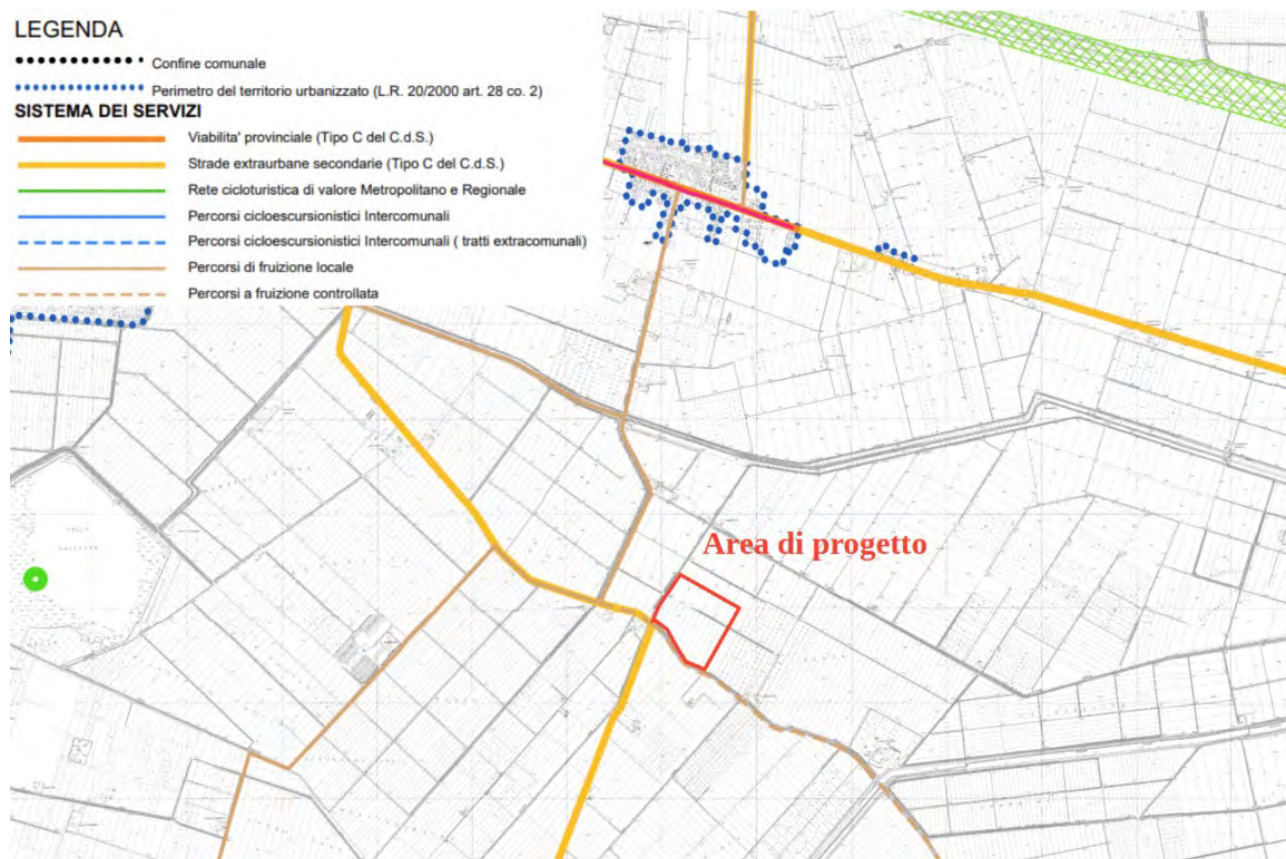 LEGENDA
Confine comunale
Perimetro del territorio urbanizzato (L.R. 20/2000 art. 28 co. 2)
SISTEMA DEI SERVIZI
Viabilita' provinciale (Tipo C del C.d.S.)
Strade extraurbane secondarie (Tipo C del C.d.S.)
Rete cicloturistica di valore Metropolitano e Regionale
Percorsi cicloescursionistici Intercomunali
Percorsi cicloescursionistici Intercomunali ( tratti extracomunali)
Percorsi di fruizione locale
Percorsi a fruizione controllata
Area di progetto